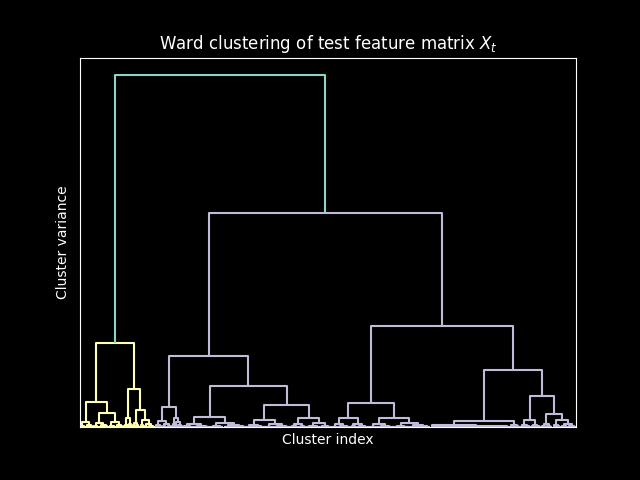 Ward clustering of test feature matrix $X_t$
Cluster variance
Cluster index